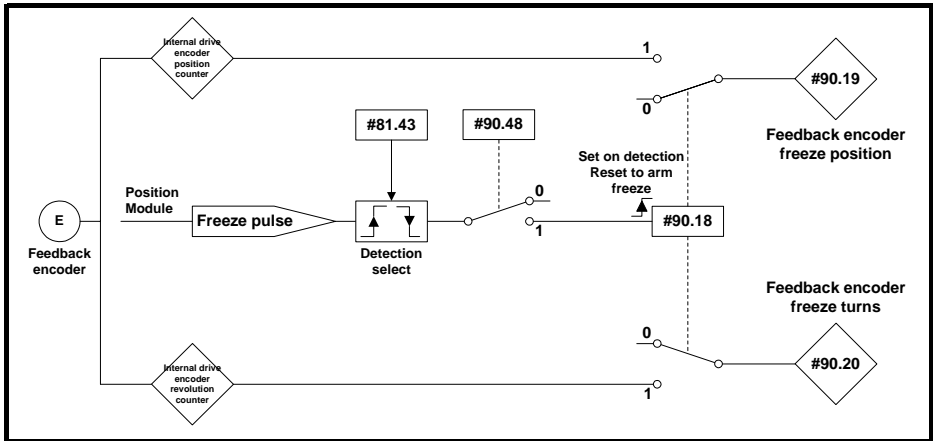 Internal drive
encoder
position
counter
1
0
#90.19
Feedback encoder
freeze position
#81.43
#90.48
Set on detection
Reset to arm
freeze
Position
Module
E
Freeze pulse
0
1
#90.18
Feedback
encoder
Detection
select
Feedback encoder
freeze turns
0
1
#90.20
Internal drive
encoder
revolution
counter